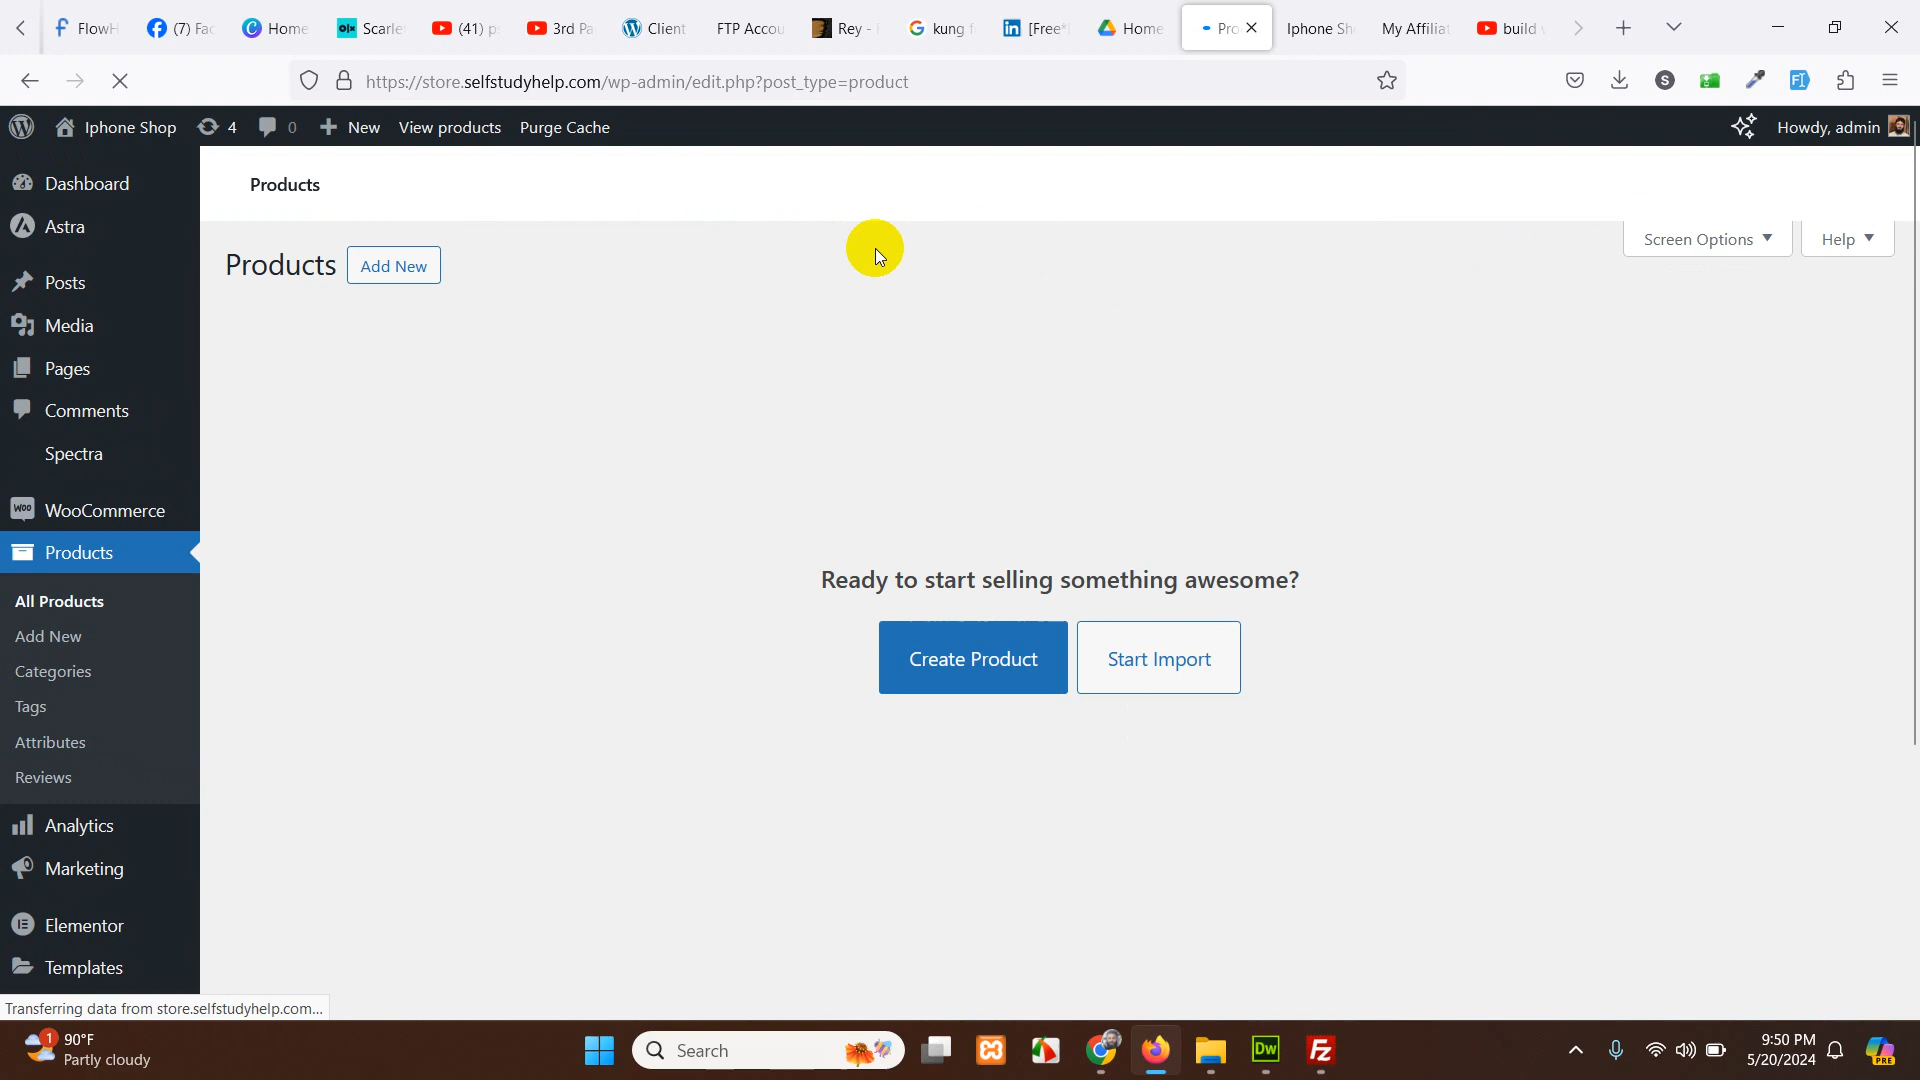 FlowH
(7) Fac
Home
Scarle
(41) p
3rd Pa
Client
FTP Accou
Rey -
kung f
[Free*
Home
Pro
Iphone Sh
My Affiliat
build
https://store.selfstudyhelp.com/wp-admin/edit.php?post_type=product
Iphone Shop
4
0
New
View products
Purge Cache
Howdy, admin
Dashboard
Astra
Posts
Media
Pages
Comments
Spectra
WooCommerce
Products
All Products
Add New
Categories
Tags
Attributes
Reviews
Analytics
Marketing
Elementor
Templates
Products
Screen Options
Help
Products
Add New
Ready to start selling something awesome?
Create Product
Start Import
Transferring data from store.selfstudyhelp.com...
1
90°F
Partly cloudy
Search
Dw
Fz
9:50 PM
5/20/2024
PRE